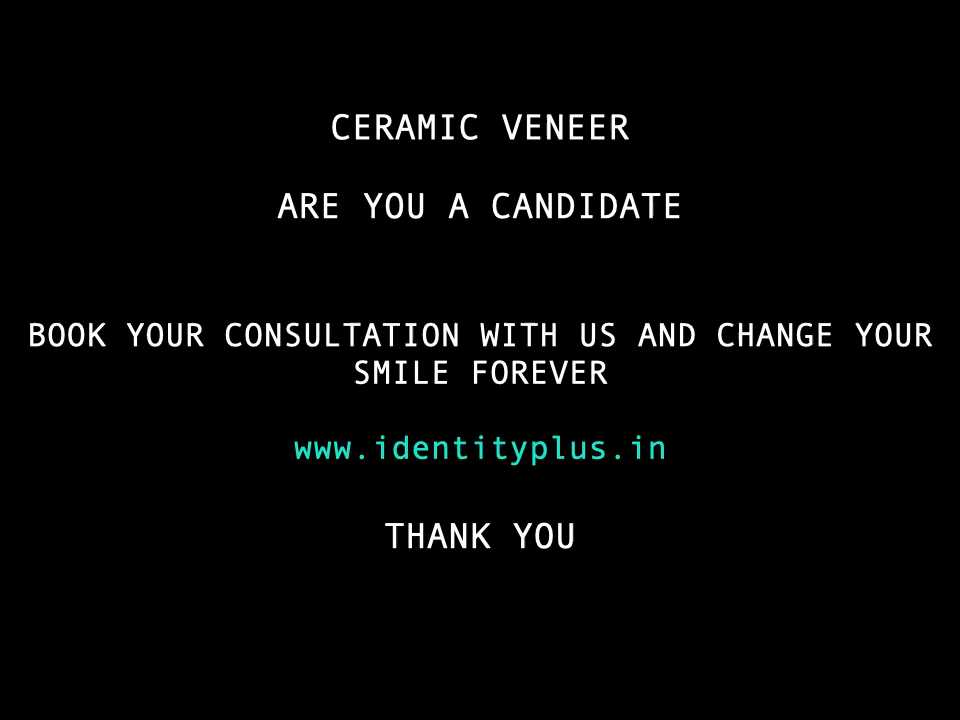 CERAMIC VENEER
ARE YOU A CANDIDATE
BOOK YOUR CONSULTATION WITH US AND CHANGE YOUR
SMILE FOREVER
www.identityplus.in
THANK YOU